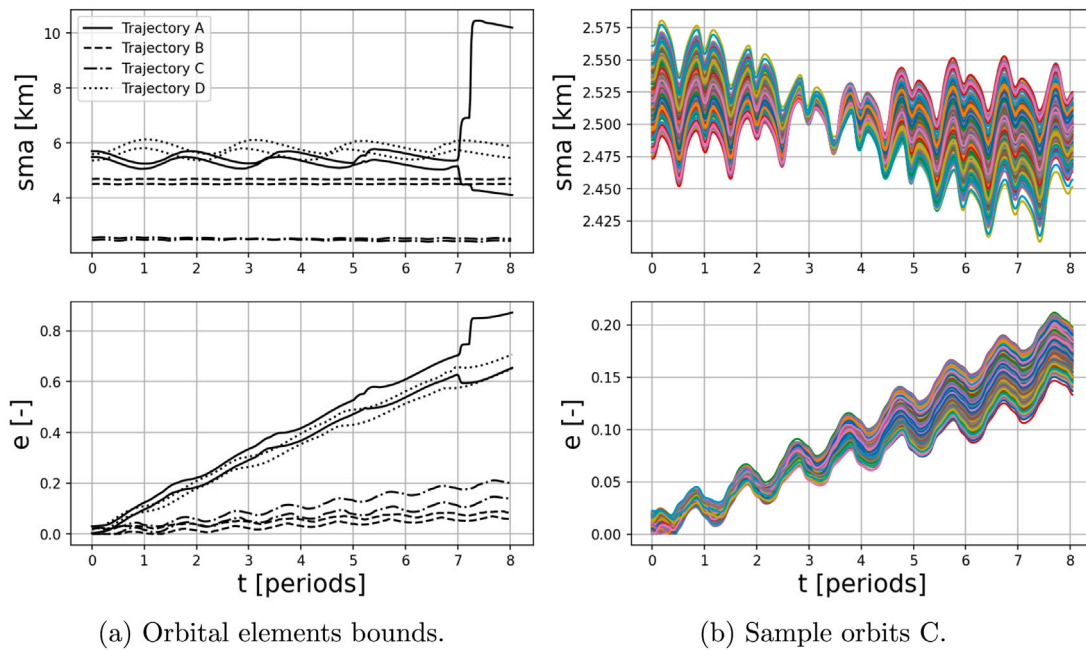 sma [km]
10
8
6
4
Trajectory A
Trajectory B
Trajectory C
Trajectory D
0 1 2 3 4 5 6 7 8
e [-]
0.8
0.6
0.4
0.2
0.0
0 1 2 3 4 5 6 7 8
t [periods]
(a) Orbital elements bounds.
sma [km]
2.575
2.550
2.525
2.500
2.475
2.450
2.425
0 1 2 3 4 5 6 7 8
e [-]
0.20
0.15
0.10
0.05
0.00
0 1 2 3 4 5 6 7 8
t [periods]
(b) Sample orbits C.